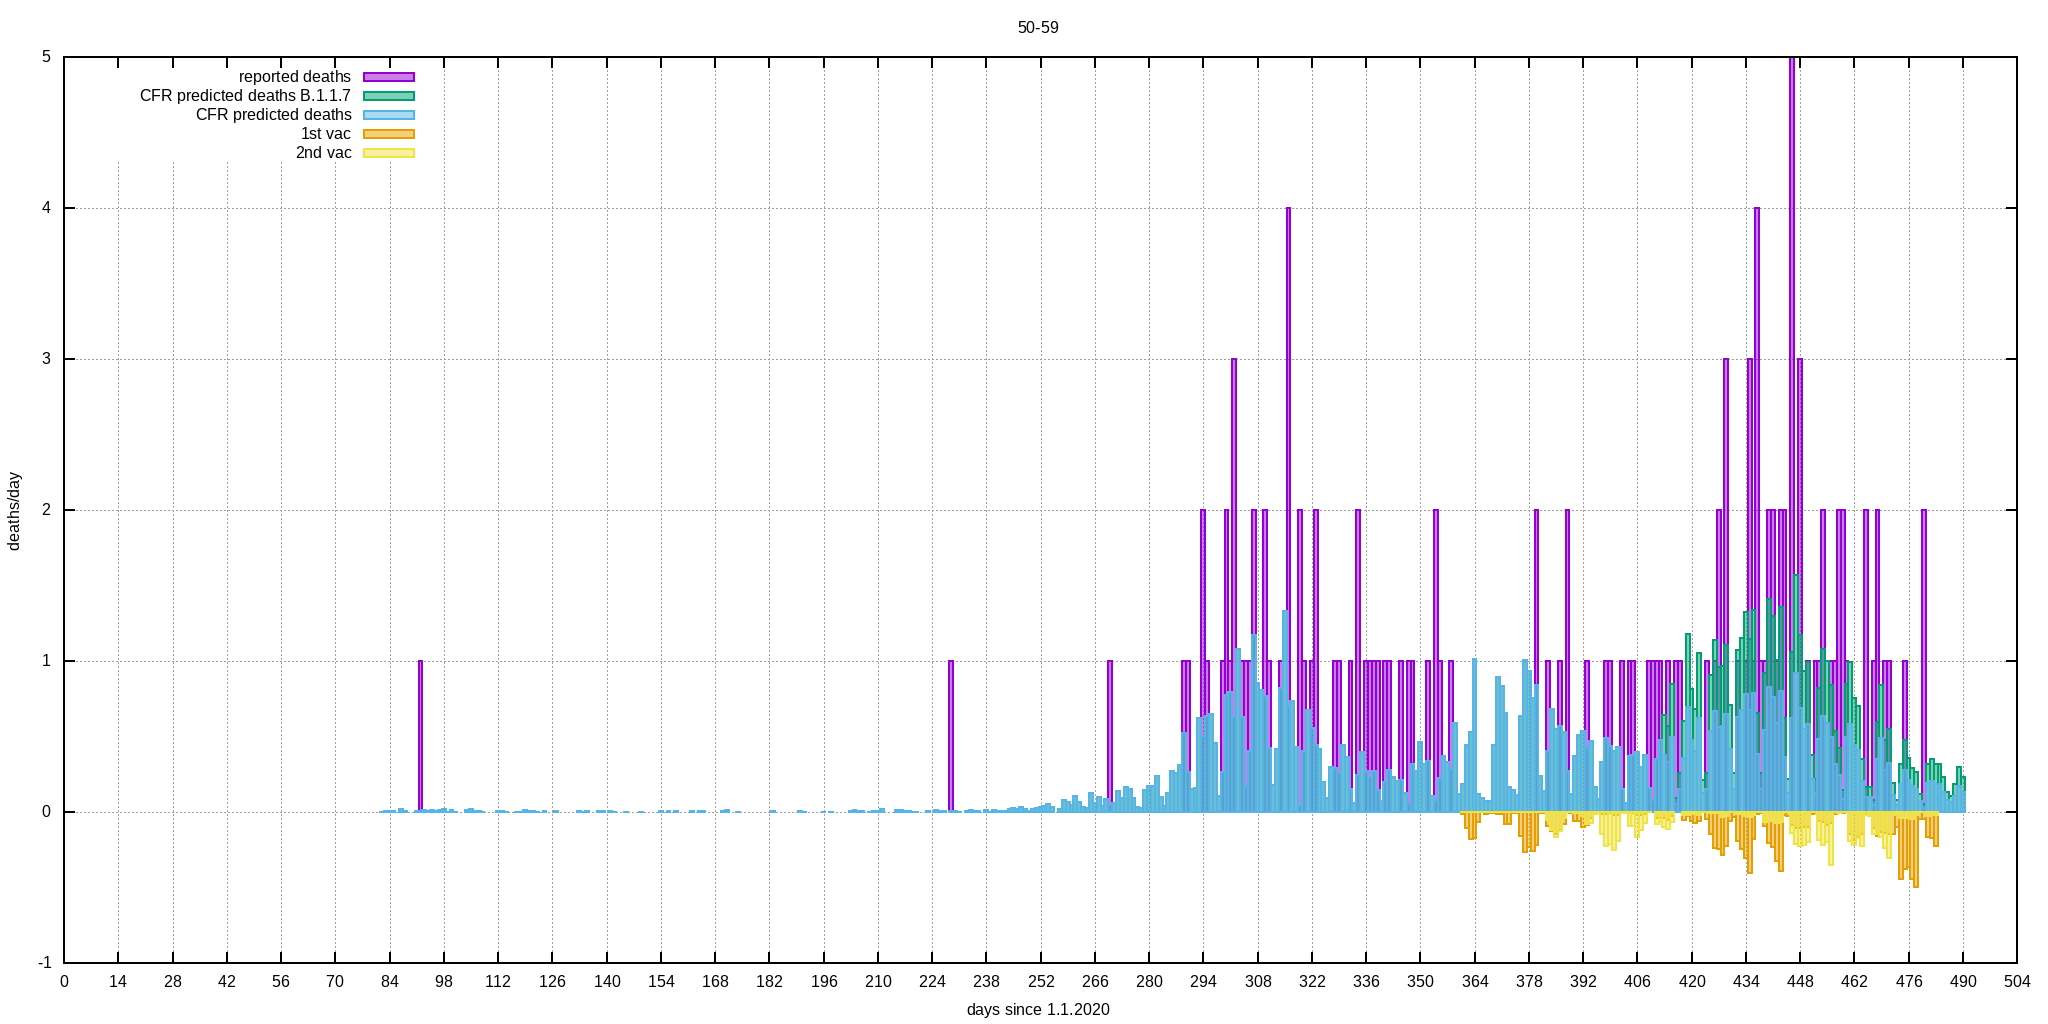 50-59
reported deaths
CFR predicted deaths B.1.1.7
CFR predicted deaths
1st vac
2nd vac
5
4
3
2
1
0
-1
deaths/day
0 14 28 42 56 70 84 98 112 126 140 154 168 182 196 210 224 238 252 266 280 294 308 322 336 350 364 378 392 406 420 434 448 462 476 490 504
days since 1.1.2020